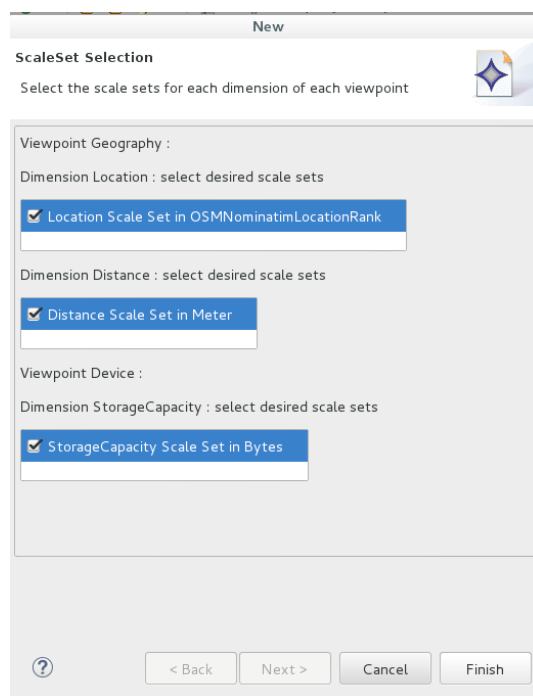 New
ScaleSet Selection
Select the scale sets for each dimension of each viewpoint
Viewpoint Geography :
Dimension Location : select desired scale sets
Location Scale Set in OSMNominatimLocationRank
Dimension Distance : select desired scale sets
Distance Scale Set in Meter
Viewpoint Device :
Dimension StorageCapacity : select desired scale sets
StorageCapacity Scale Set in Bytes
? < Back Next > Cancel Finish